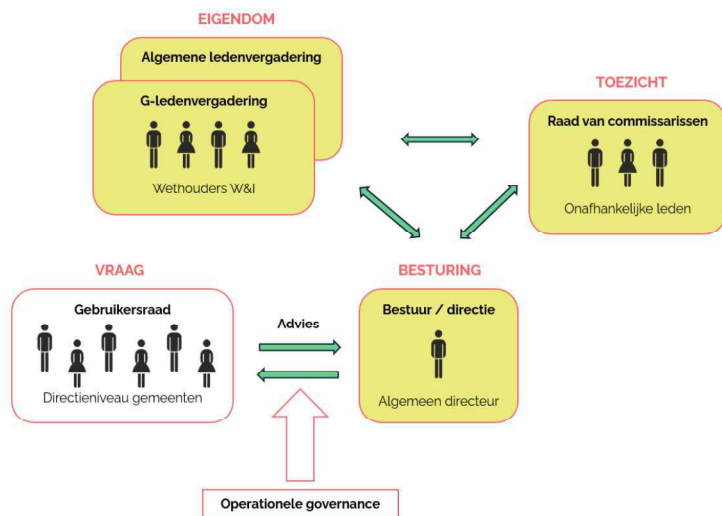 EIGENDOM
Algemene ledenvergadering
G-ledenvergadering
Wethouders W&I
TOEZICHT
Raad van commissarissen
Onafhankelijke leden
VRAAG
Gebruikersraad
Directieniveau gemeenten
Advies
BESTURING
Bestuur / directie
Algemeen directeur
Operationele governance